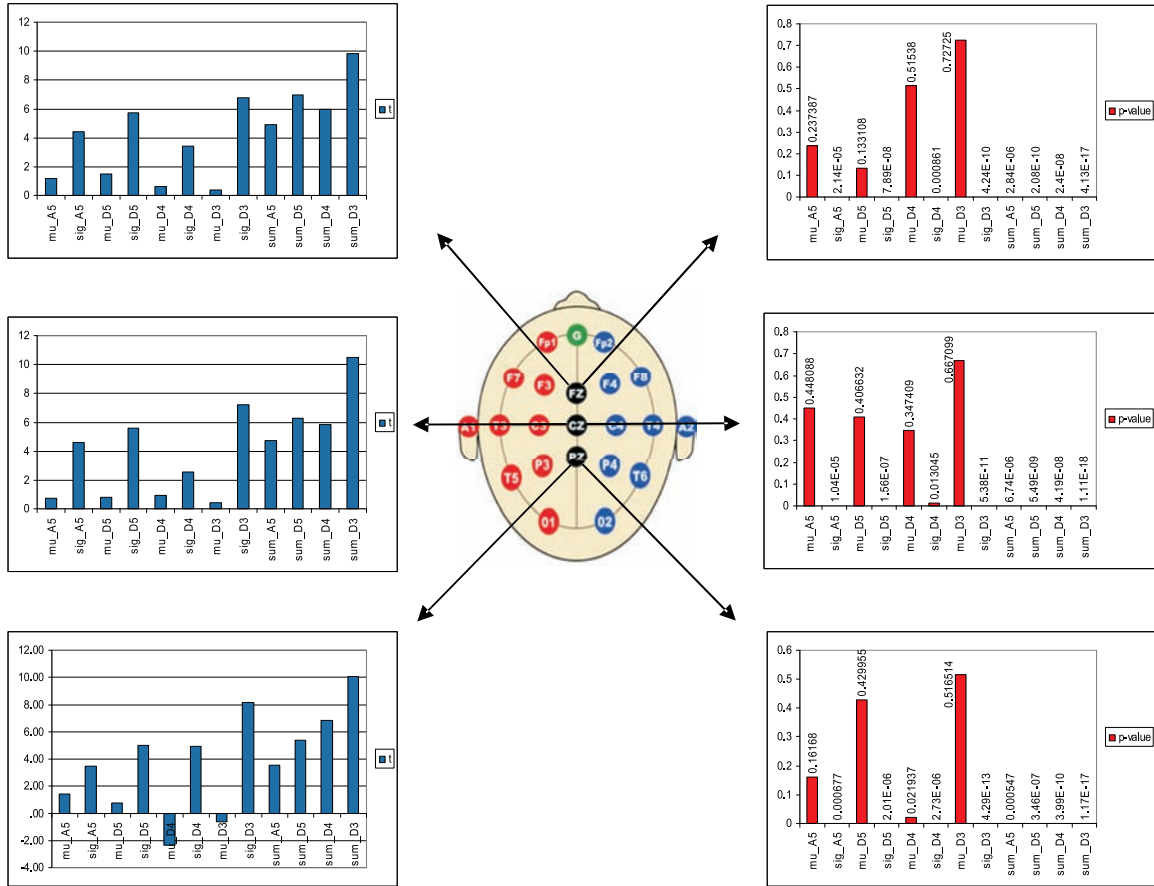 12
10
8
6
4
2
0
mu_A5
sig_A5
mu_D5
sig_D5
mu_D4
sig_D4
mu_D3
sig_D3
sum_A5
sum_D5
sum_D4
sum_D3
t
0.8
0.7
0.6
0.5
0.4
0.3
0.2
0.1
0
0.237387
2.14E-05
0.133108
7.89E-08
0.51538
0.000861
0.72725
4.24E-10
2.84E-06
2.08E-10
2.4E-08
4.13E-17
mu_A5
sig_A5
mu_D5
sig_D5
mu_D4
sig_D4
mu_D3
sig_D3
sum_A5
sum_D5
sum_D4
sum_D3
p-value
12
10
8
6
4
2
0
mu_A5
sig_A5
mu_D5
sig_D5
mu_D4
sig_D4
mu_D3
sig_D3
sum_A5
sum_D5
sum_D4
sum_D3
t
Fp1 G Fp2
F7 F3 FZ F4 F8
A1 T3 C3 CZ C4 T4 A2
T5 P3 PZ P4 T6
01 02
0.8
0.7
0.6
0.5
0.4
0.3
0.2
0.1
0
0.448088
1.04E-05
0.406632
1.56E-07
0.347409
0.013045
0.667099
5.38E-11
6.74E-06
5.49E-09
4.19E-08
1.11E-18
mu_A5
sig_A5
mu_D5
sig_D5
mu_D4
sig_D4
mu_D3
sig_D3
sum_A5
sum_D5
sum_D4
sum_D3
p-value
12.00
10.00
8.00
6.00
4.00
2.00
.00
-2.00
-4.00
mu_A5
sig_A5
mu_D5
sig_D5
mu_D4
sig_D4
mu_D3
sig_D3
sum_A5
sum_D5
sum_D4
sum_D3
t
0.6
0.5
0.4
0.3
0.2
0.1
0
0.16168
0.000677
0.429955
2.01E-06
0.021937
2.73E-06
0.516514
4.29E-13
0.000547
3.46E-07
3.99E-10
1.17E-17
mu_A5
sig_A5
mu_D5
sig_D5
mu_D4
sig_D4
mu_D3
sig_D3
sum_A5
sum_D5
sum_D4
sum_D3
p-value